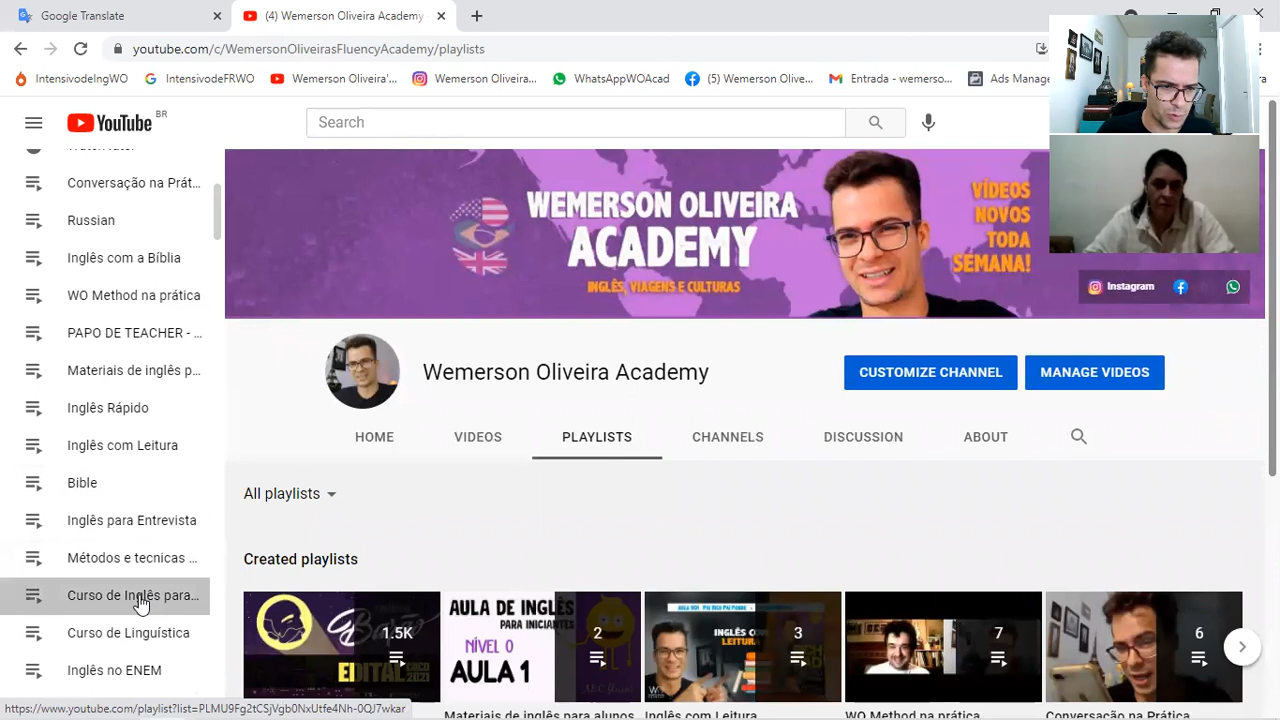 Google Translate
(4) Wemerson Oliveira Academy -
youtube.com/c/WemersonOliveirasFluencyAcademy/playlists
IntensivodeIngWO
IntensivodeFRWO
Wemerson Oliveira'...
Wemerson Oliveira...
WhatsAppWOAcad
(5) Wemerson Olive...
Entrada - wemerso...
Ads Manage
YouTube BR
Search
Conversação na Prát...
Russian
Inglês com a Bíblia
WO Method na prática
PAPO DE TEACHER - ...
Materiais de inglês p...
Inglês Rápido
Inglês com Leitura
Bible
Inglês para Entrevista
Métodos e tecnicas ...
Curso de Inglês para...
Curso de Linguística
Inglês no ENEM
WEMERSON OLIVEIRA
ACADEMY
INGLÊS, VIAGENS E CULTURAS
VÍDEOS
NOVOS
TODA
SEMANA!
Instagram
Wemerson Oliveira Academy
CUSTOMIZE CHANNEL
MANAGE VIDEOS
HOME
VIDEOS
PLAYLISTS
CHANNELS
DISCUSSION
ABOUT
All playlists
Created playlists
1.5K
AULA DE INGLÊS
PARA INICIANTES
NÍVEL 0
AULA 1
2
INGLÊS CO
LEITURA
3
7
6
Materiais de inglês para alunos
Inglês com Leitura
WO Method na prática
Conversação na Prática
https://www.youtube.com/playlist?list=PLMU9Fg2tCSjVgb0NxUtfe4Nh-0QJ7wkar